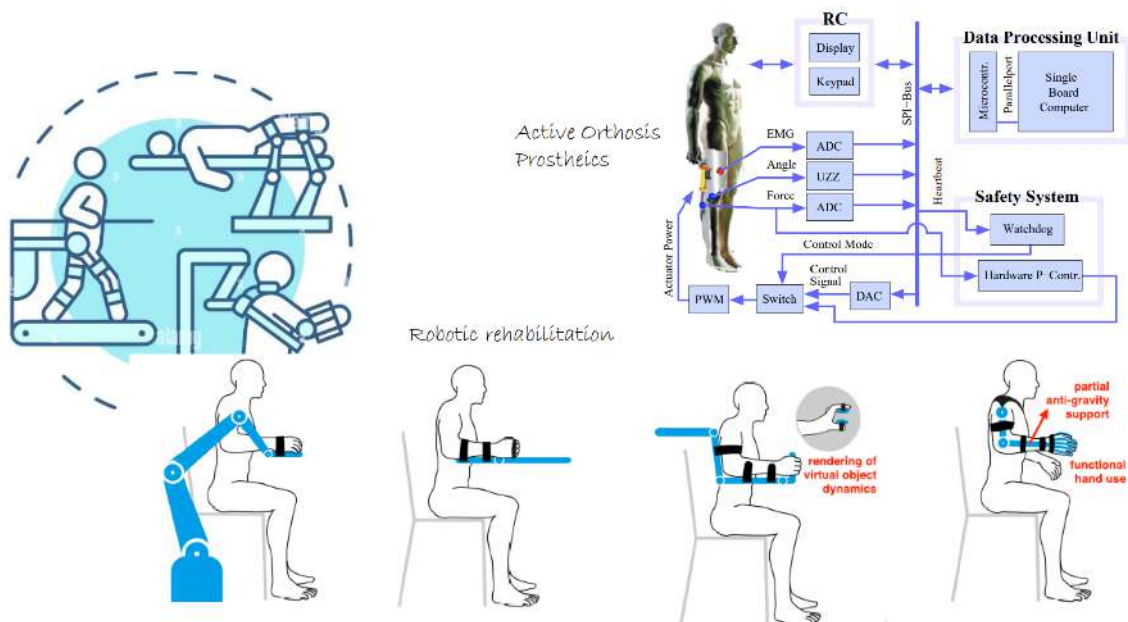 Active Orthosis
Prostheics
Robotic rehabilitation
RC
Display
Keypad
SPI-Bus
Data Processing Unit
Microcontr.
Parallelport
Single
Board
Computer
EMG
ADC
Angle
UZZ
Force
ADC
Heartbeat
Safety System
Watchdog
Hardware P-Contr.
Control Mode
Actuator Power
Control
Signal
PWM
Switch
DAC
rendering of
virtual object
dynamics
partial
anti-gravity
support
functional
hand use